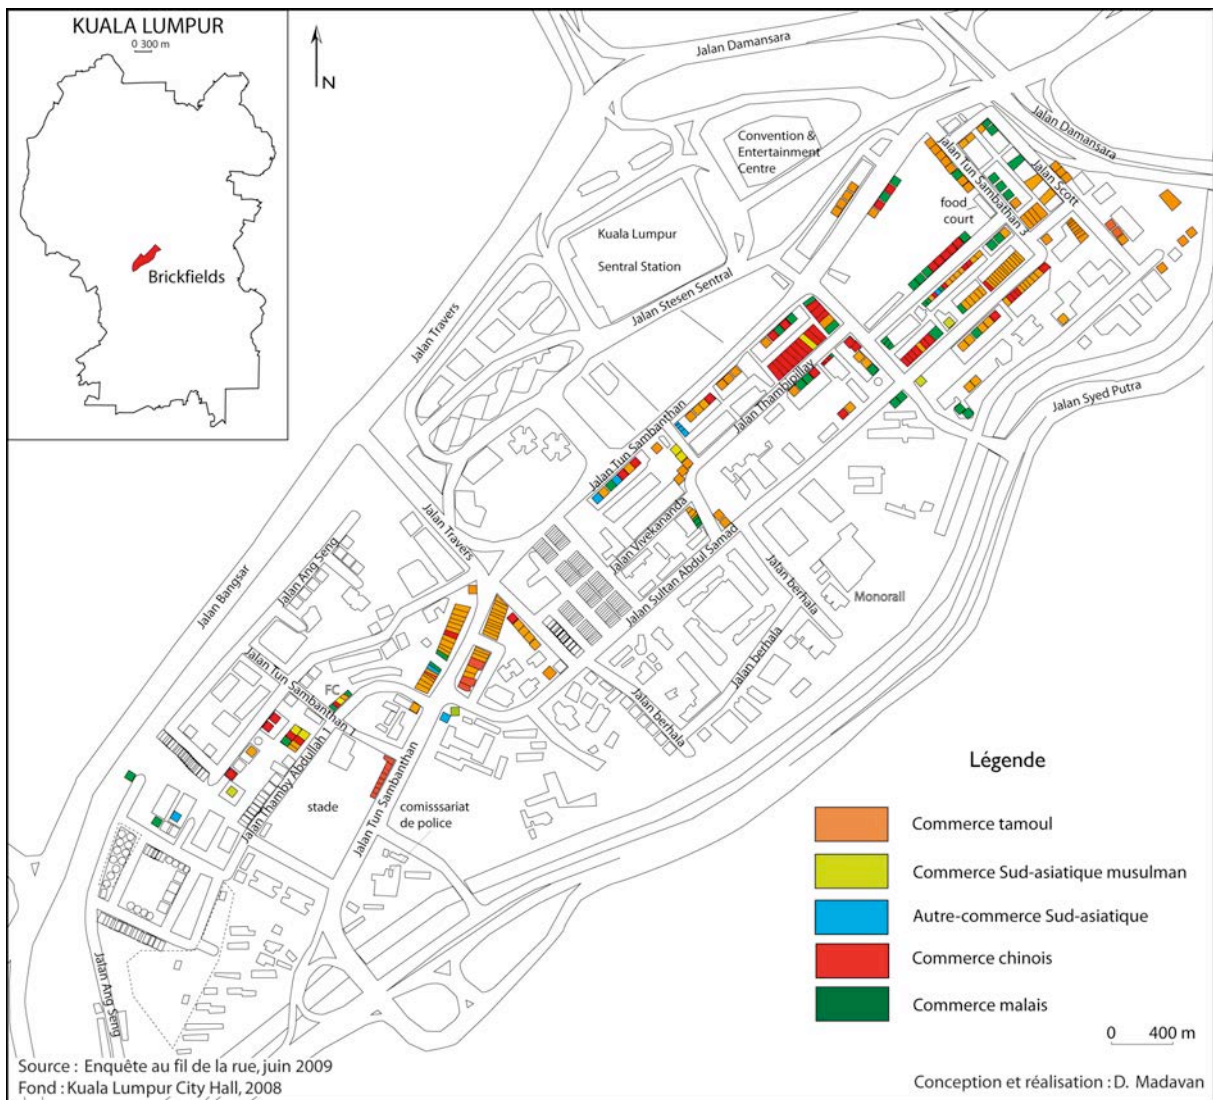 KUALA LUMPUR
0 300 m
Brickfields
N
Jalan Damansara
Jalan Damansara
Convention &
Entertainment
Centre
Jalan Tun Sambathan 3
Jalan Scott
food
court
Kuala Lumpur
Sentral Station
Jalan Stesen Sentral
Jalan Travers
Jalan Syed Putra
Jalan Thambipillay
Jalan Tun Sambanthan
Jalan Vivekananda
Jalan Sultan Abdul Samad
Jalan Travers
Jalan berhala
Monorail
Jalan Ang Seng
Jalan Bangsar
Jalan berhala
Jalan berhala
Jalan Tun Sambanthan 1
FC
Jalan Thamby Abdullah 1
stade
Jalan Tun Sambanthan
comisssariat
de police
Jalan Ang Seng
Légende
Commerce tamoul
Commerce Sud-asiatique musulman
Autre-commerce Sud-asiatique
Commerce chinois
Commerce malais
0 400 m
Source : Enquête au fil de la rue, juin 2009
Fond : Kuala Lumpur City Hall, 2008
Conception et réalisation : D. Madavan